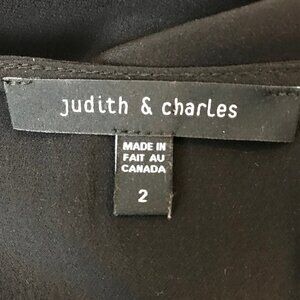 judith & charles
MADE IN
FAIT AU
CANADA
2